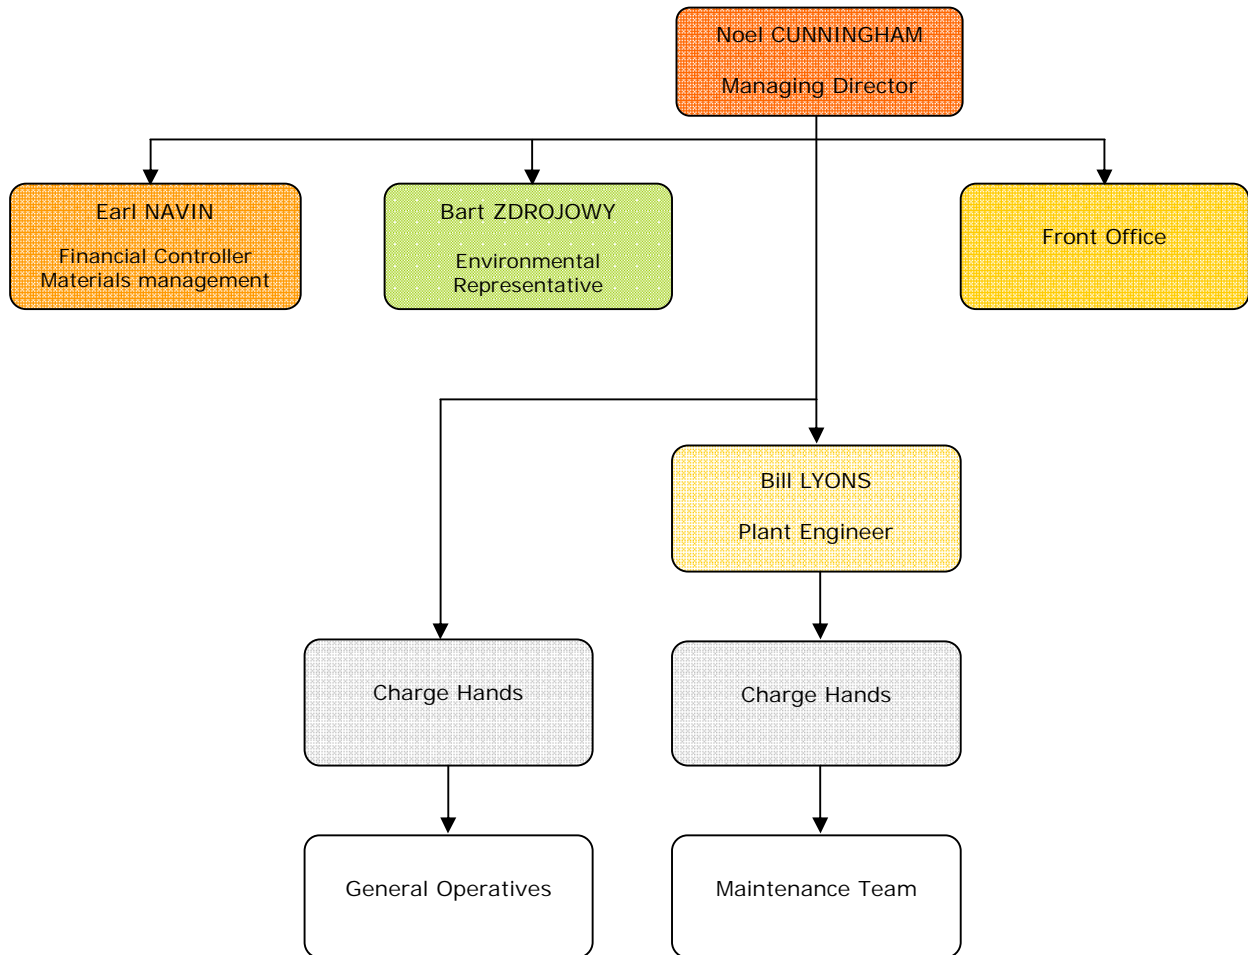 Noel CUNNINGHAM
Managing Director
Earl NAVIN
Financial Controller
Materials management
Bart ZDROJOWY
Environmental
Representative
Front Office
Bill LYONS
Plant Engineer
Charge Hands
Charge Hands
General Operatives
Maintenance Team